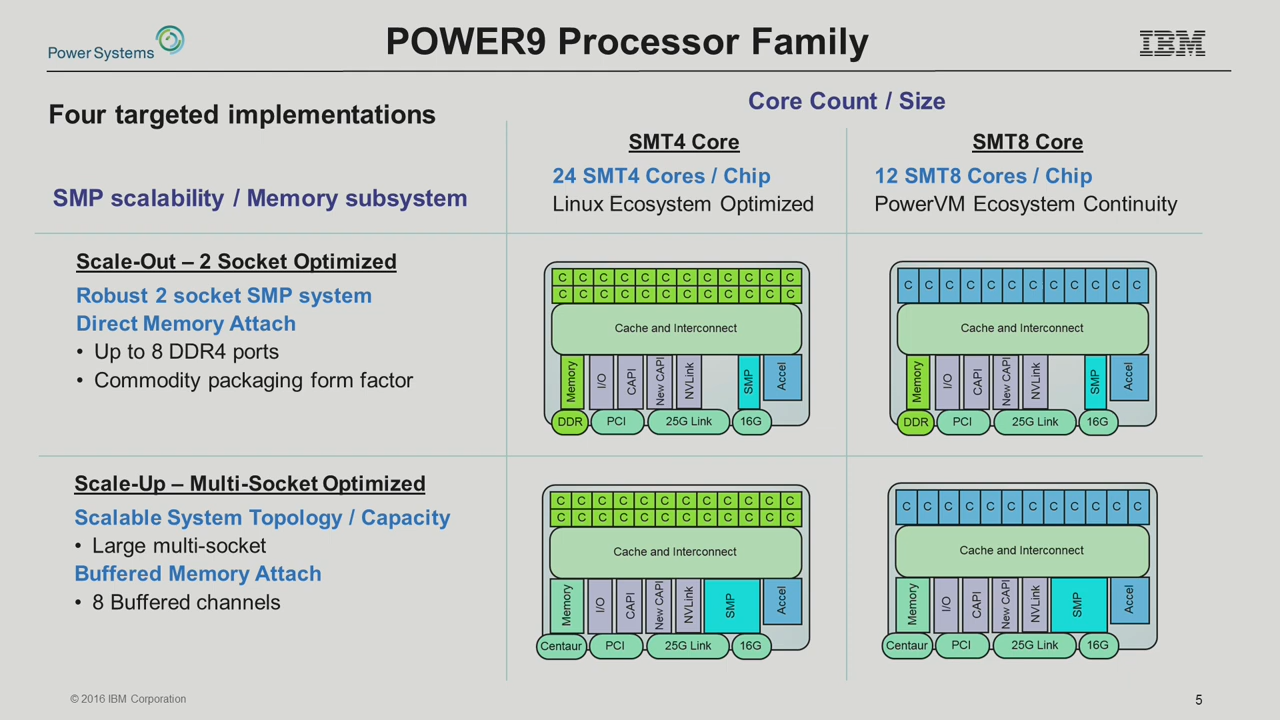 Power Systems
POWER9 Processor Family
IBM
Four targeted implementations
Core Count / Size
SMT4 Core
24 SMT4 Cores / Chip
Linux Ecosystem Optimized
SMT8 Core
12 SMT8 Cores / Chip
PowerVM Ecosystem Continuity
SMP scalability / Memory subsystem
Scale-Out – 2 Socket Optimized
Robust 2 socket SMP system
Direct Memory Attach
• Up to 8 DDR4 ports
• Commodity packaging form factor
C C C C C C C C C C C C
C C C C C C C C C C C C
Cache and Interconnect
Memory I/O CAPI New CAPI NVLink SMP Accel
DDR PCI 25G Link 16G
C C C C C C C C C C C C
Cache and Interconnect
Memory I/O CAPI New CAPI NVLink SMP Accel
DDR PCI 25G Link 16G
Scale-Up – Multi-Socket Optimized
Scalable System Topology / Capacity
• Large multi-socket
Buffered Memory Attach
• 8 Buffered channels
C C C C C C C C C C C C
C C C C C C C C C C C C
Cache and Interconnect
Memory I/O CAPI New CAPI NVLink SMP Accel
Centaur PCI 25G Link 16G
C C C C C C C C C C C C
Cache and Interconnect
Memory I/O CAPI New CAPI NVLink SMP Accel
Centaur PCI 25G Link 16G
© 2016 IBM Corporation
5